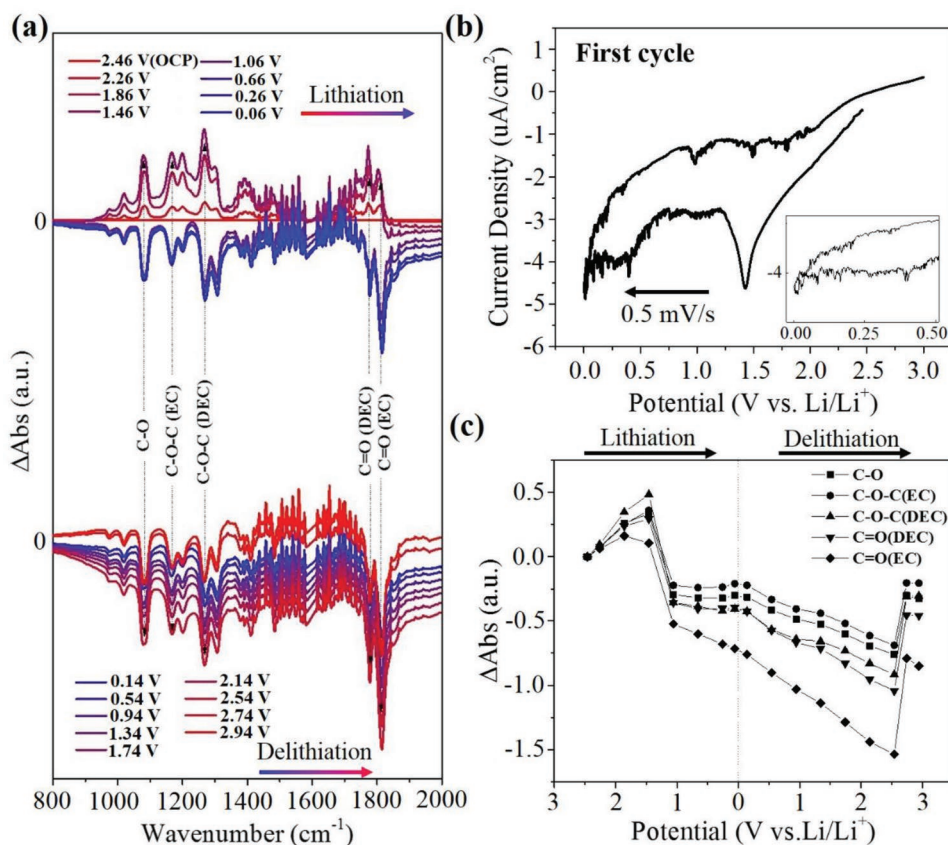 (a)
2.46 V(OCP)
2.26 V
1.86 V
1.46 V
1.06 V
0.66 V
0.26 V
0.06 V
Lithiation
0
0
ΔAbs (a.u.)
C-O
C-O-C (EC)
C-O-C (DEC)
C=O (DEC)
C=O (EC)
0.14 V
0.54 V
0.94 V
1.34 V
1.74 V
2.14 V
2.54 V
2.74 V
2.94 V
Delithiation
800 1000 1200 1400 1600 1800 2000
Wavenumber (cm⁻¹)
(b)
First cycle
Current Density (uA/cm²)
1
0
-1
-2
-3
-4
-5
-6
0.5 mV/s
-4
0.00 0.25 0.50
0.0 0.5 1.0 1.5 2.0 2.5 3.0
Potential (V vs. Li/Li⁺)
(c)
Lithiation
Delithiation
C-O
C-O-C(EC)
C-O-C(DEC)
C=O(DEC)
C=O(EC)
ΔAbs (a.u.)
0.5
0.0
-0.5
-1.0
-1.5
3 2 1 0 1 2 3
Potential (V vs.Li/Li⁺)